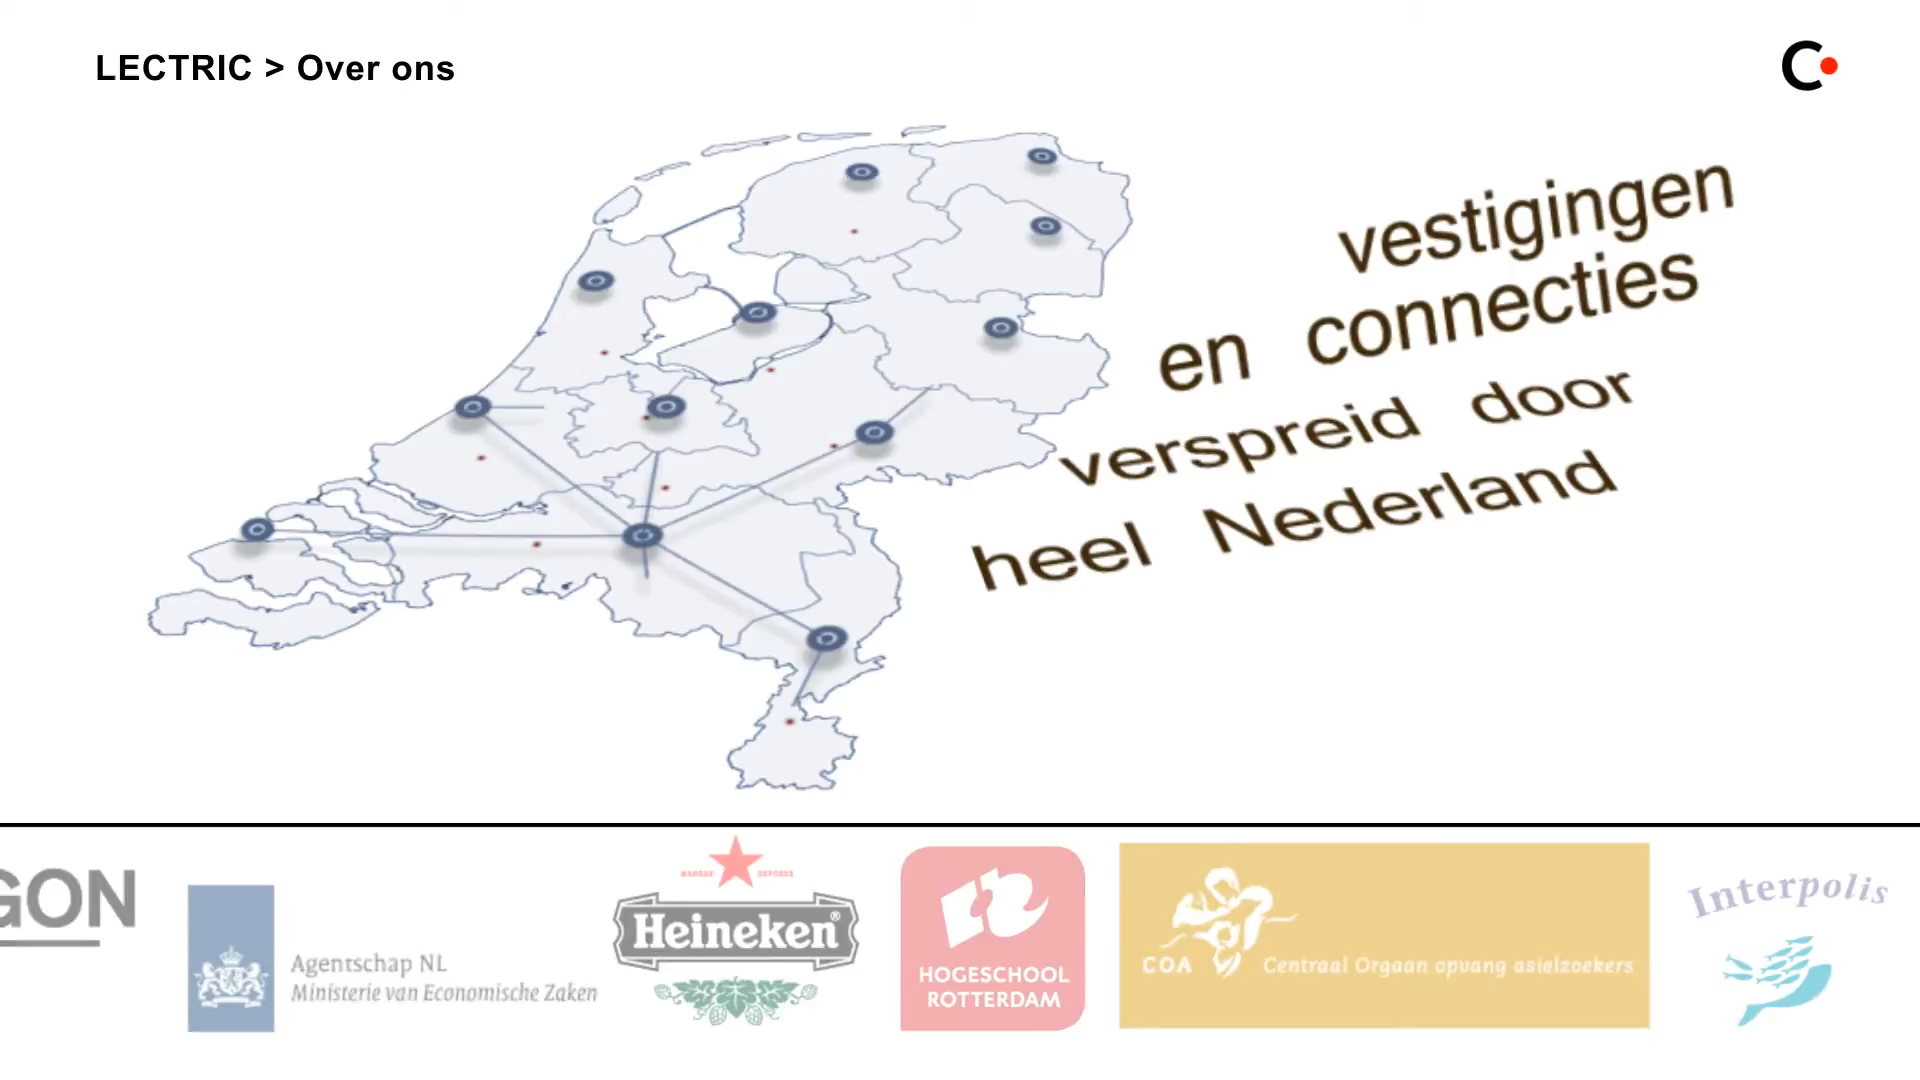 LECTRIC > Over ons
vestigingen
en connecties
verspreid door
heel Nederland
GON
Agentschap NL
Ministerie van Economische Zaken
Heineken®
HOGESCHOOL
ROTTERDAM
COA Centraal Orgaan opvang asielzoekers
Interpolis